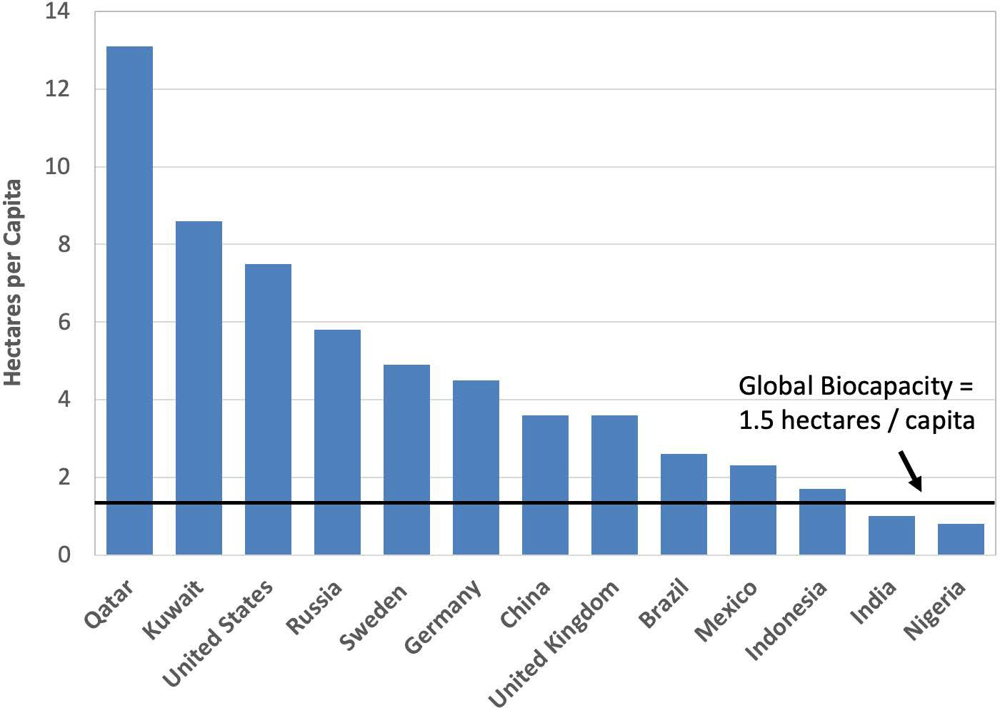 Hectares per Capita
14
12
10
8
6
4
2
0
Global Biocapacity =
1.5 hectares / capita
Qatar
Kuwait
United States
Russia
Sweden
Germany
China
United Kingdom
Brazil
Mexico
Indonesia
India
Nigeria